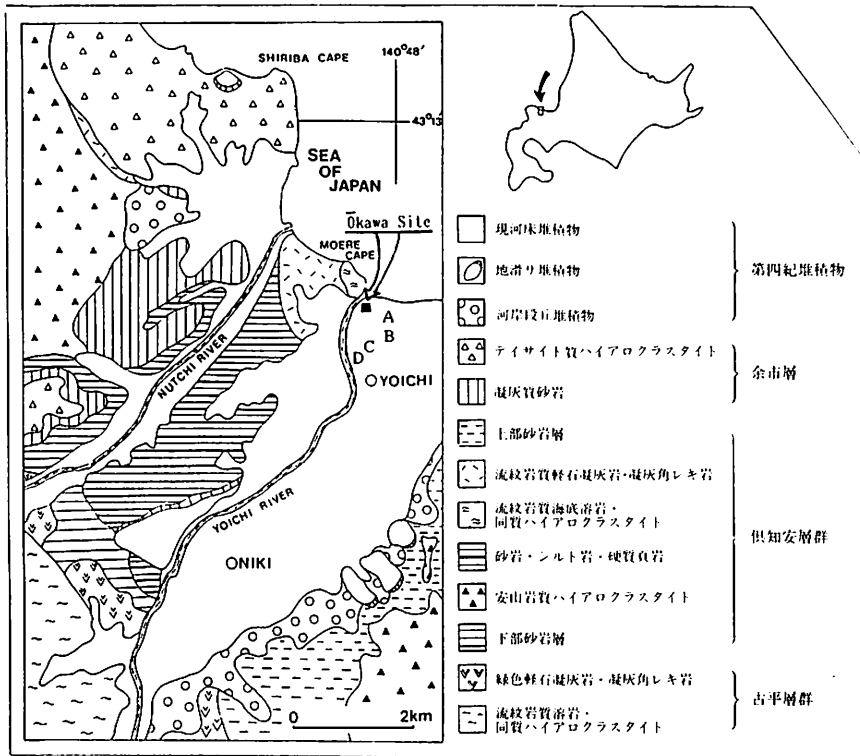 SHIRIBA CAPE
140°48'
43°13'
SEA
OF
JAPAN
Ōkawa Site
MOERE
CAPE
A
B
C
D
NUTCHI RIVER
YOICHI
YOICHI RIVER
ONIKI
0 2km
現河床堆積物
地滑り堆積物
河岸段丘堆積物
第四紀堆積物
デイサイト質ハイアロクラスタイト
凝灰質砂岩
余市層
上部砂岩層
流紋岩質軽石凝灰岩・凝灰角レキ岩
流紋岩質海底溶岩・
同質ハイアロクラスタイト
砂岩・シルト岩・硬質頁岩
安山岩質ハイアロクラスタイト
下部砂岩層
倶知安層群
緑色軽石凝灰岩・凝灰角レキ岩
流紋岩質溶岩・
同質ハイアロクラスタイト
古平層群